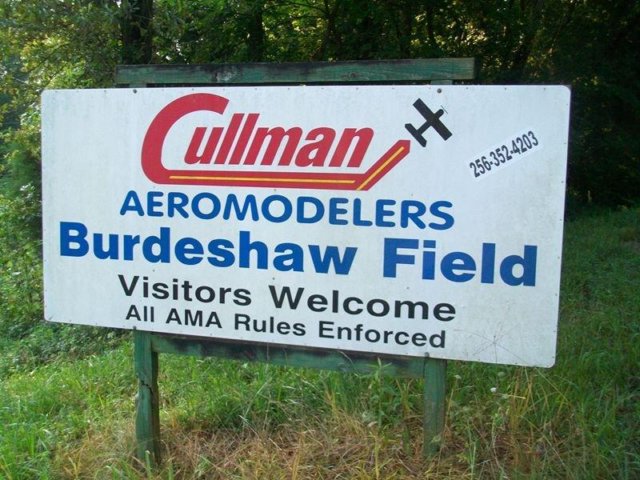 Cullman
256-352-4203
AEROMODELERS
Burdeshaw Field
Visitors Welcome
All AMA Rules Enforced